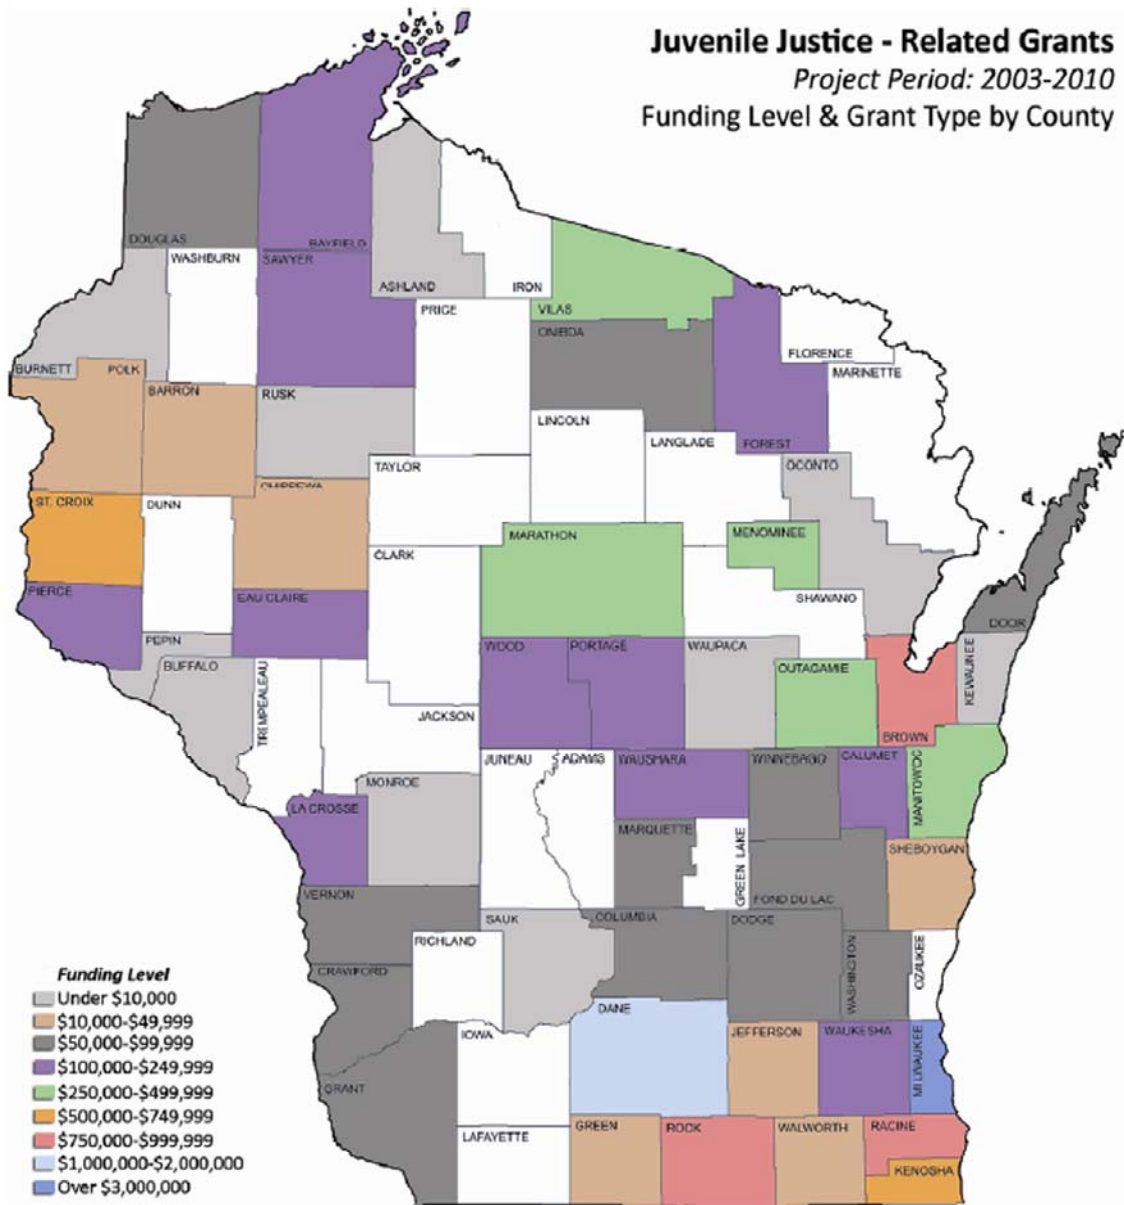 Juvenile Justice - Related Grants
Project Period: 2003-2010
Funding Level & Grant Type by County
DOUGLAS
BAYFIELD
WASHBURN
SAWYER
ASHLAND
IRON
VILAS
PRICE
ONEIDA
FLORENCE
MARINETTE
BURNETT
POLK
BARRON
RUSK
LINCOLN
LANGLADE
FOREST
OCONTO
TAYLOR
CHIPPEWA
ST. CROIX
DUNN
MARATHON
MENOMINEE
CLARK
PIERCE
EAU CLAIRE
SHAWANO
DOOR
PEPIN
WOOD
PORTAGE
WAUPACA
OUTAGAMIE
KEWAUNEE
BUFFALO
TREMPEALEAU
JACKSON
BROWN
JUNEAU
ADAMS
WAUSHARA
WINNEBAGO
CALUMET
MANITOWOC
MONROE
LA CROSSE
MARQUETTE
GREEN LAKE
SHEBOYGAN
VERNON
FOND DU LAC
SAUK
COLUMBIA
DODGE
RICHLAND
WASHINGTON
OZAUKEE
CRAWFORD
DANE
IOWA
JEFFERSON
WAUKESHA
MILWAUKEE
GRANT
LAFAYETTE
GREEN
ROCK
WALWORTH
RACINE
KENOSHA
Funding Level
Under $10,000
$10,000-$49,999
$50,000-$99,999
$100,000-$249,999
$250,000-$499,999
$500,000-$749,999
$750,000-$999,999
$1,000,000-$2,000,000
Over $3,000,000